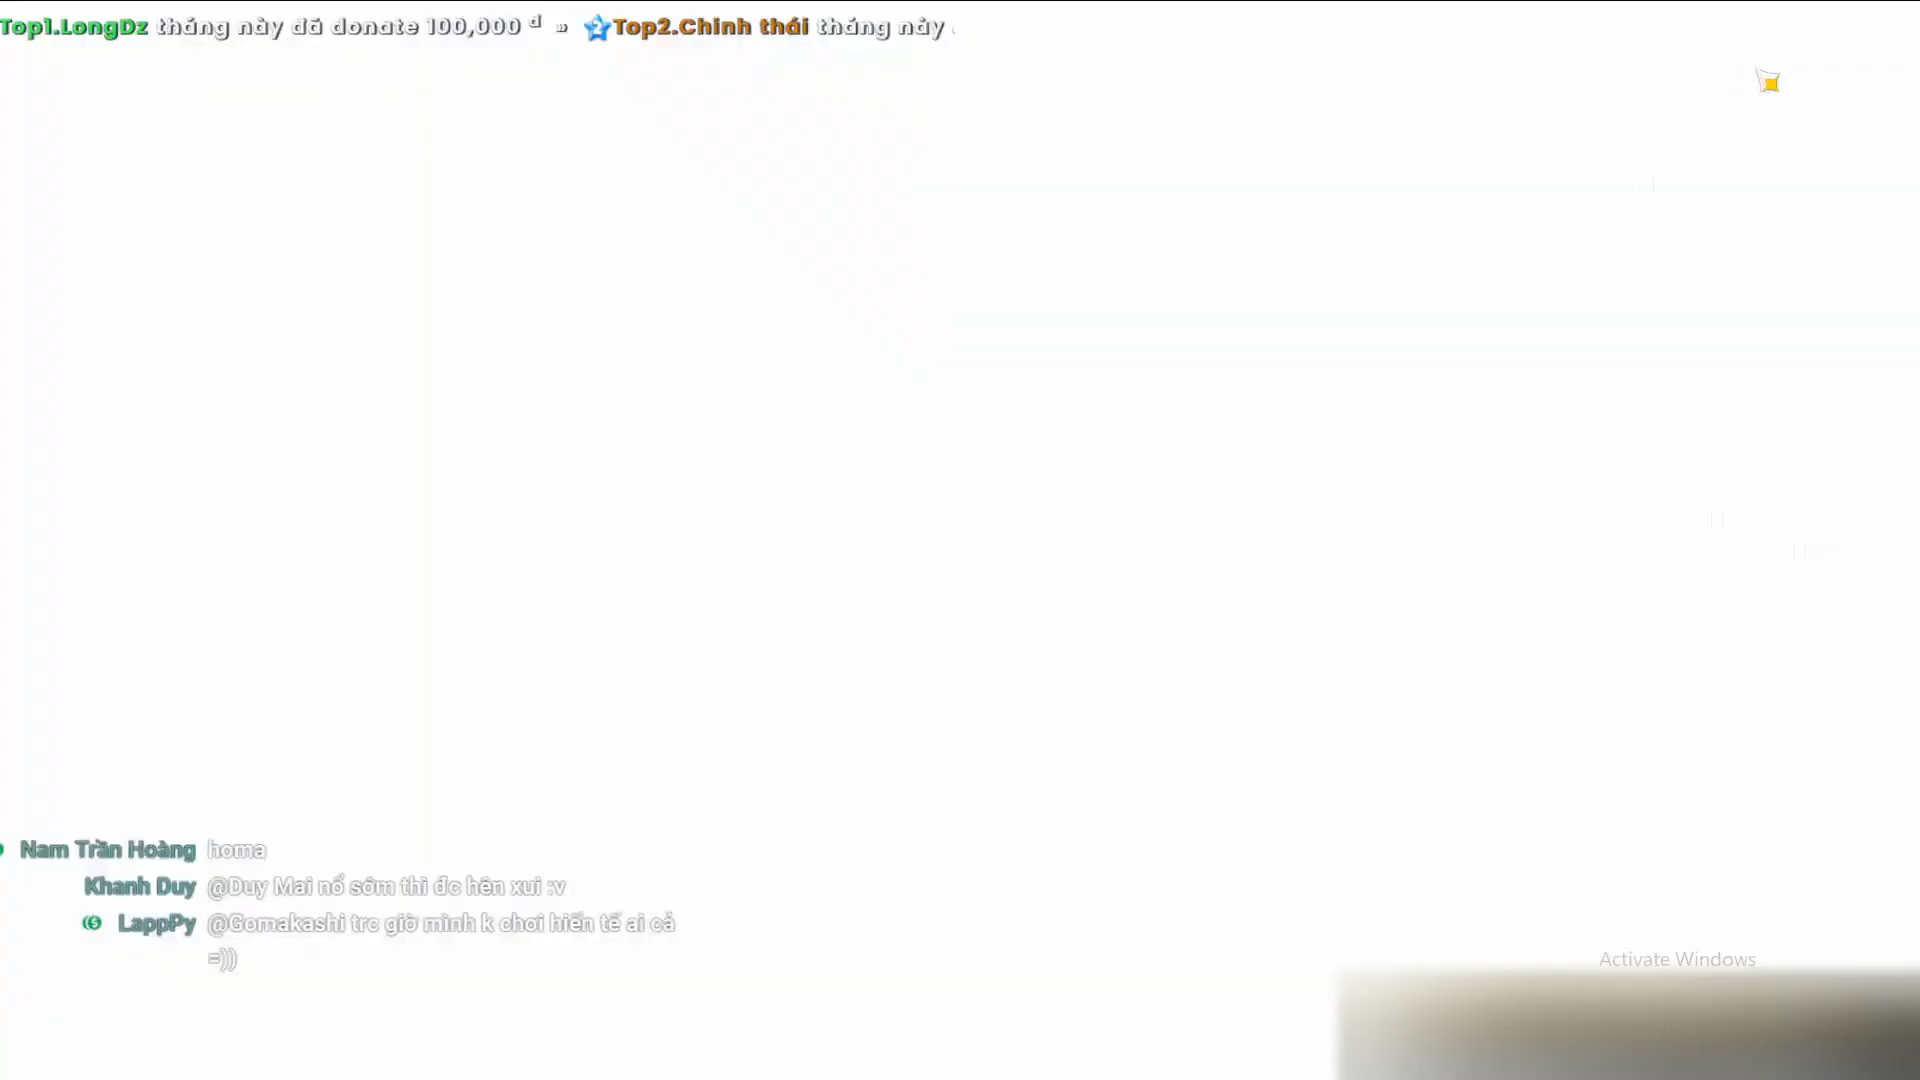 Top1.LongDz tháng này đã donate 100,000 đ » 2 Top2.Chinh thái tháng này
Nam Trần Hoàng homa
Khanh Duy @Duy Mai nổ sớm thì đc hên xui :v
LappPy @Gomakashi trc giờ mình k chơi hiến tế ai cả
=))
Activate Windows